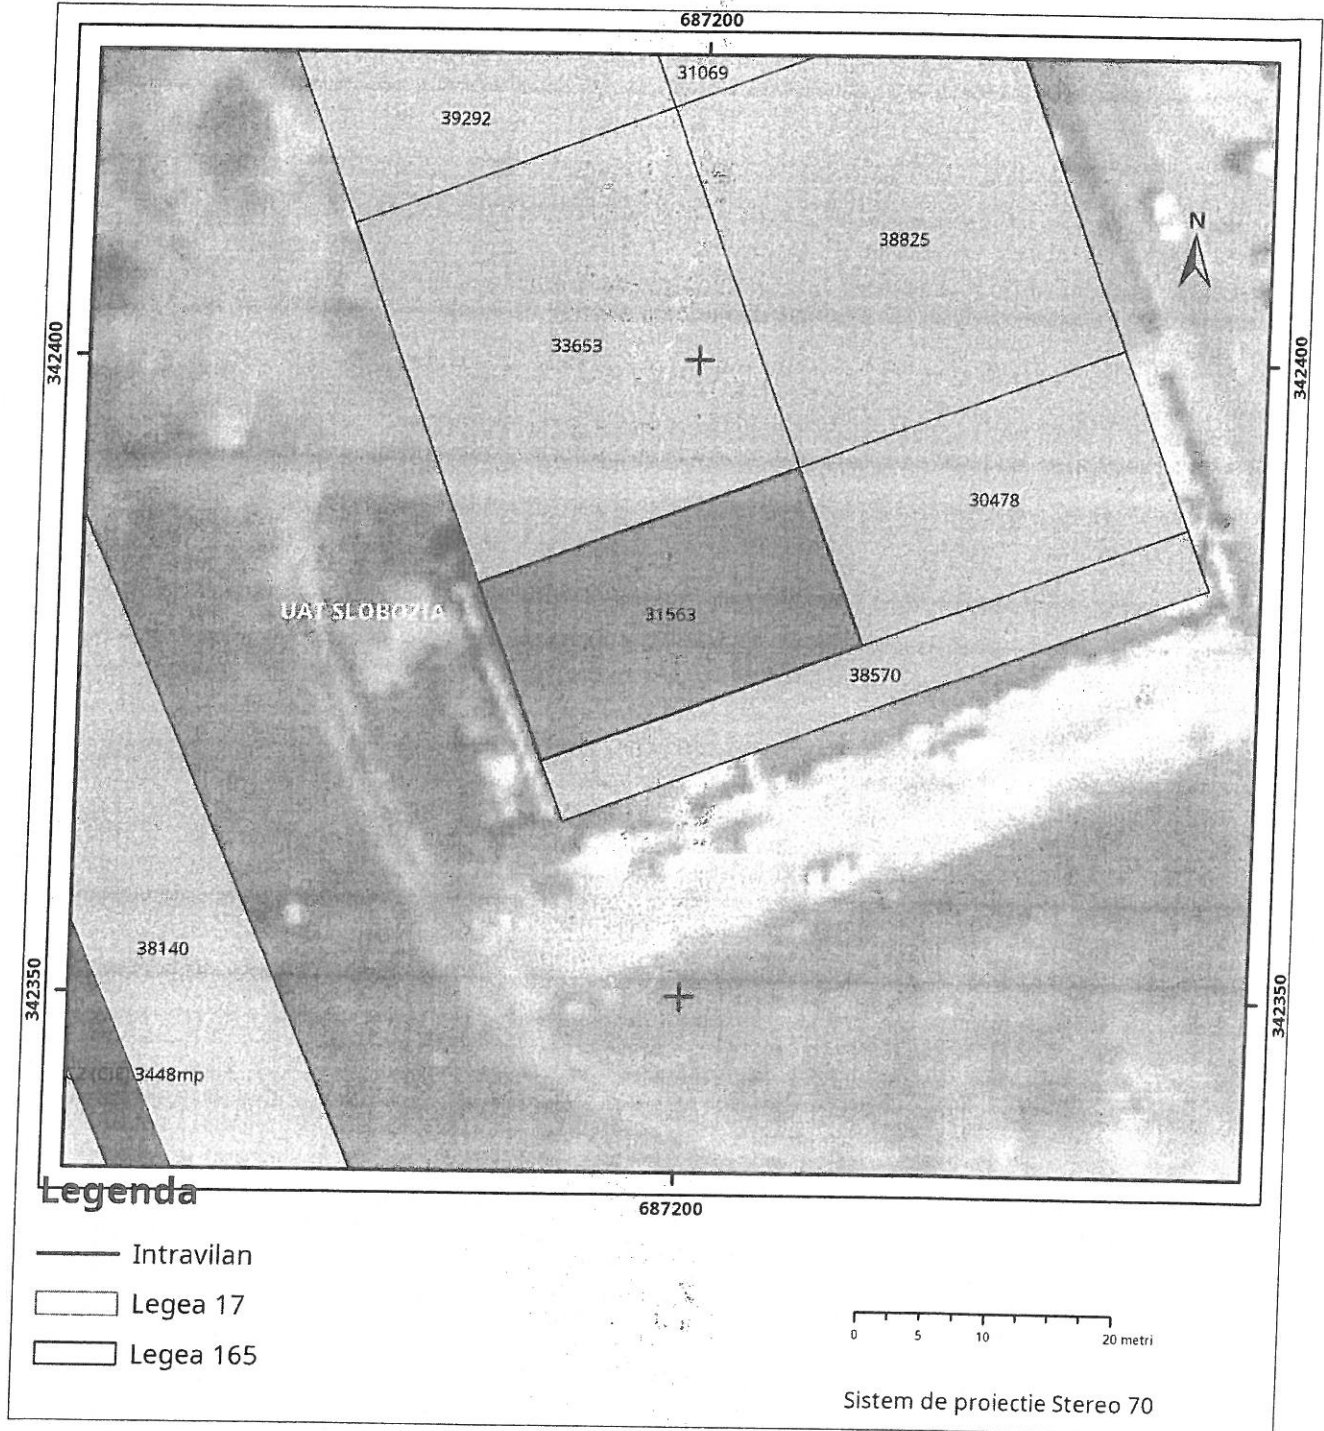 687200
31069
39292
N
38825
342400
342400
33653
30478
UAT SLOBOZIA
31563
38570
38140
342350
342350
3448mp
Legenda
687200
Intravilan
Legea 17
Legea 165
0 5 10 20 metri
Sistem de proiectie Stereo 70